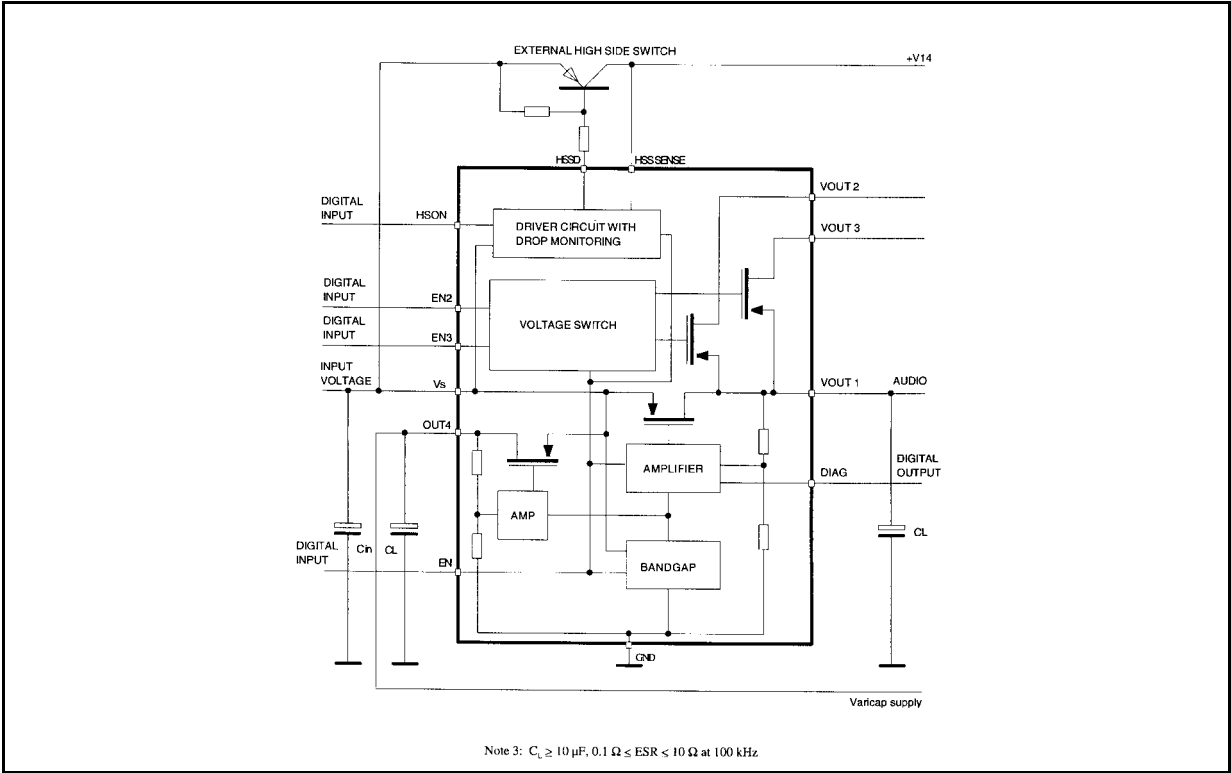 EXTERNAL HIGH SIDE SWITCH
+V14
HSSD
HSS SENSE
VOUT 2
DIGITAL
INPUT
HSON
DRIVER CIRCUIT WITH
DROP MONITORING
VOUT 3
DIGITAL
INPUT
EN2
VOLTAGE SWITCH
DIGITAL
INPUT
EN3
INPUT
VOLTAGE
Vs
VOUT 1
AUDIO
OUT4
AMPLIFIER
DIAG
DIGITAL
OUTPUT
AMP
Cin
CL
CL
DIGITAL
INPUT
EN
BANDGAP
GND
Varicap supply
Note 3: CL ≥ 10 μF, 0.1 Ω ≤ ESR ≤ 10 Ω at 100 kHz